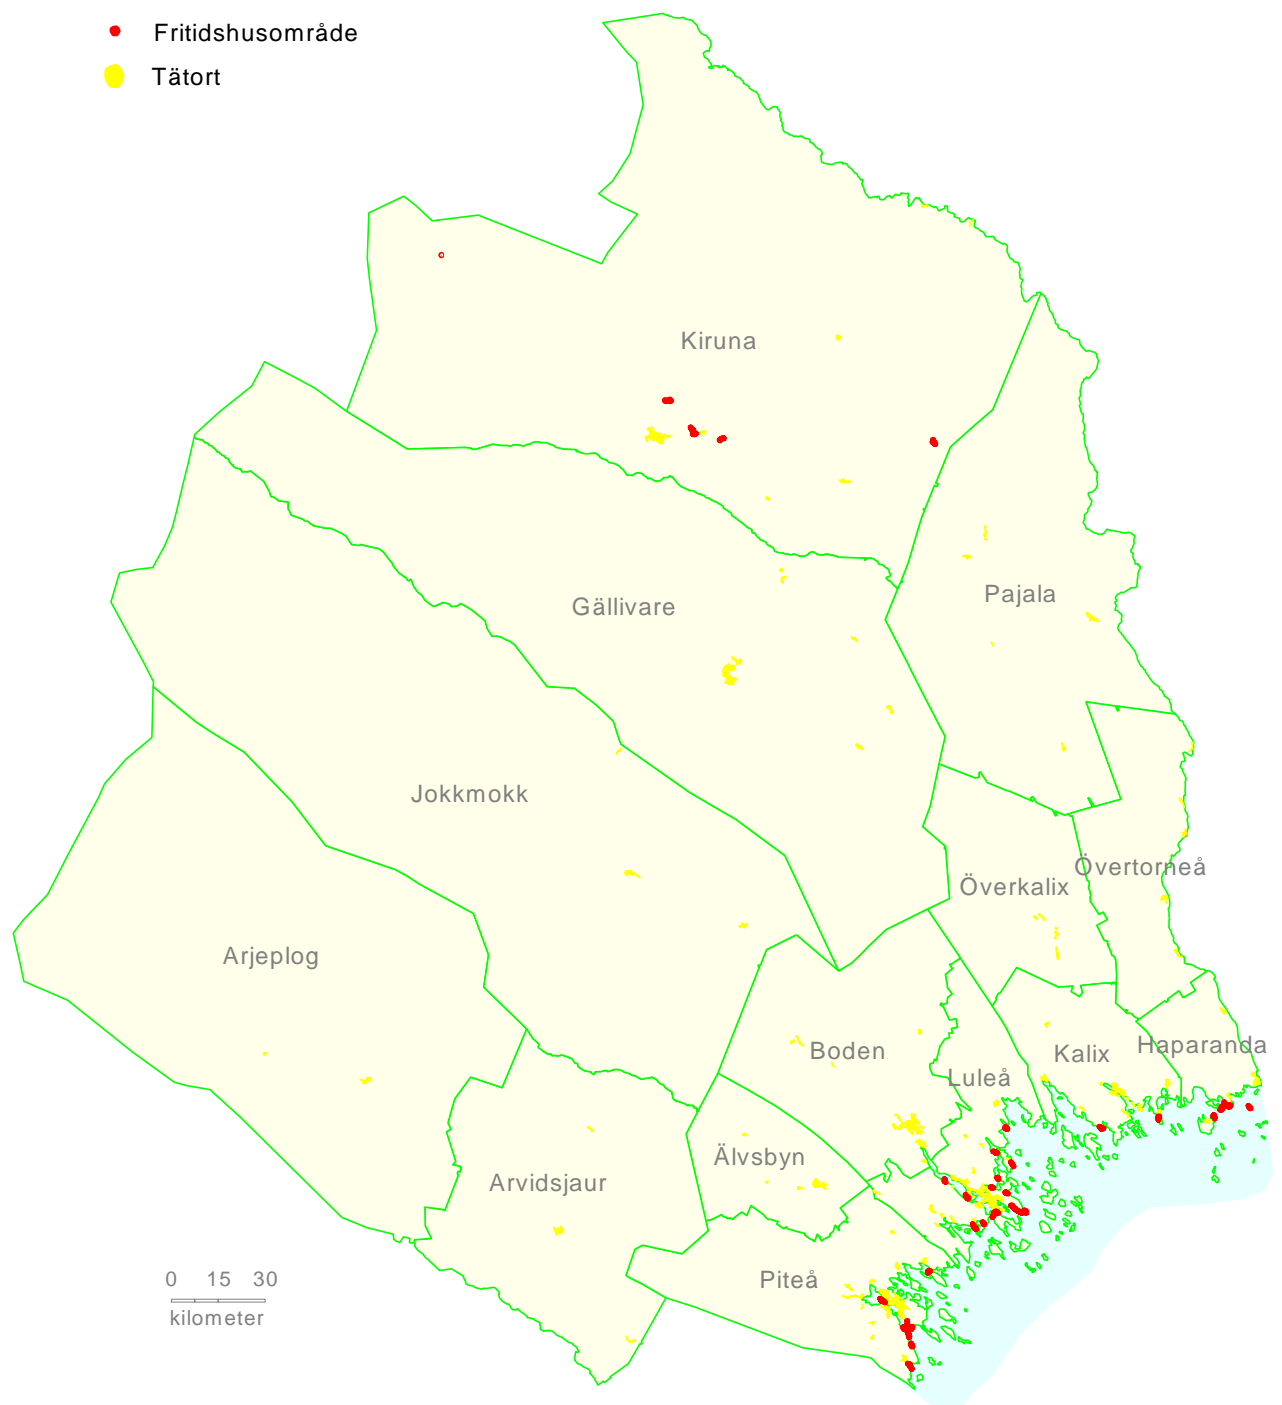 Fritidshusområde
Tätort
Kiruna
Gällivare
Pajala
Jokkmokk
Övertorneå
Överkalix
Arjeplog
Boden
Kalix
Haparanda
Luleå
Älvsbyn
Arvidsjaur
Piteå
0 15 30
kilometer